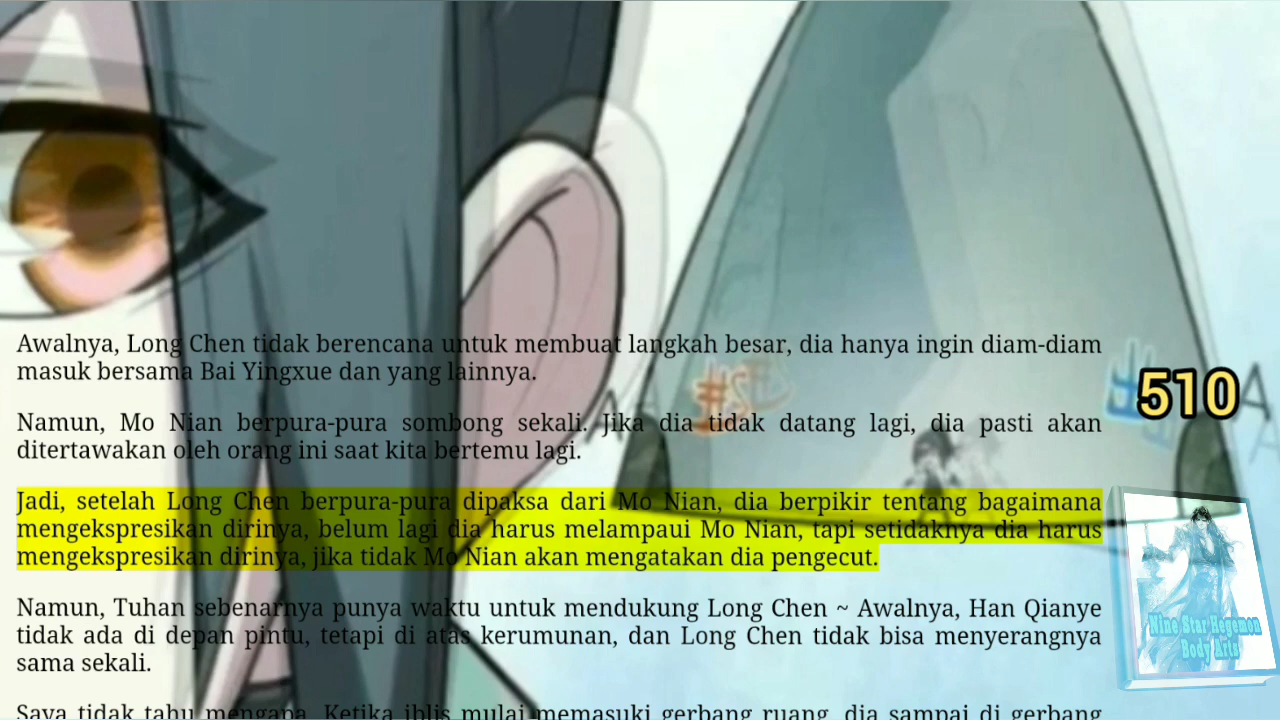 Awalnya, Long Chen tidak berencana untuk membuat langkah besar, dia hanya ingin diam-diam
masuk bersama Bai Yingxue dan yang lainnya.
Namun, Mo Nian berpura-pura sombong sekali. Jika dia tidak datang lagi, dia pasti akan
ditertawakan oleh orang ini saat kita bertemu lagi.
Jadi, setelah Long Chen berpura-pura dipaksa dari Mo Nian, dia berpikir tentang bagaimana
mengekspresikan dirinya, belum lagi dia harus melampaui Mo Nian, tapi setidaknya dia harus
mengekspresikan dirinya, jika tidak Mo Nian akan mengatakan dia pengecut.
Namun, Tuhan sebenarnya punya waktu untuk mendukung Long Chen ~ Awalnya, Han Qianye
tidak ada di depan pintu, tetapi di atas kerumunan, dan Long Chen tidak bisa menyerangnya
sama sekali.
Saya tidak tahu mengapa. Ketika iblis mulai memasuki gerbang ruang, dia sampai di gerbang
510
Nine Star Hegemon
Body Arts